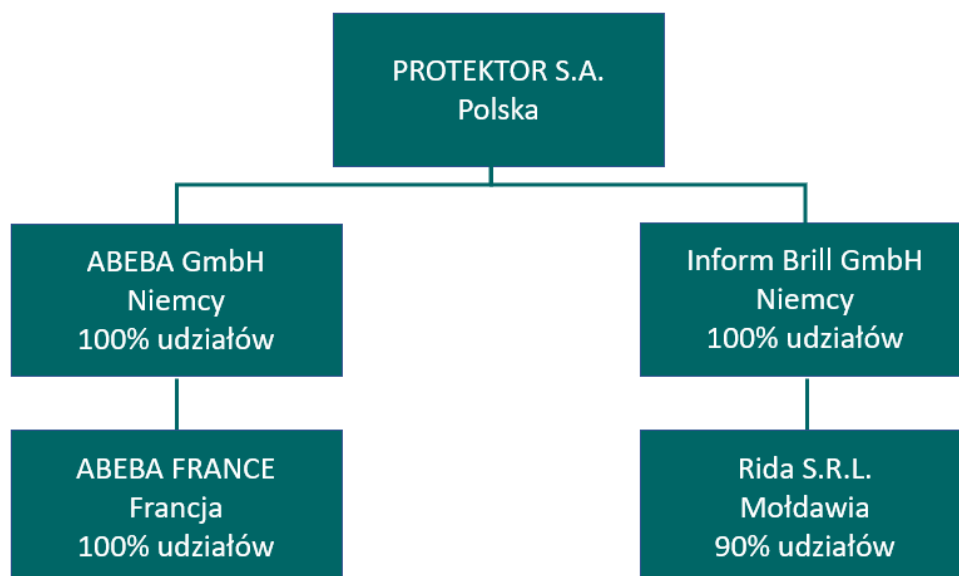 PROTEKTOR S.A.
Polska
ABEBA GmbH
Niemcy
100% udziałów
Inform Brill GmbH
Niemcy
100% udziałów
ABEBA FRANCE
Francja
100% udziałów
Rida S.R.L.
Mołdawia
90% udziałów